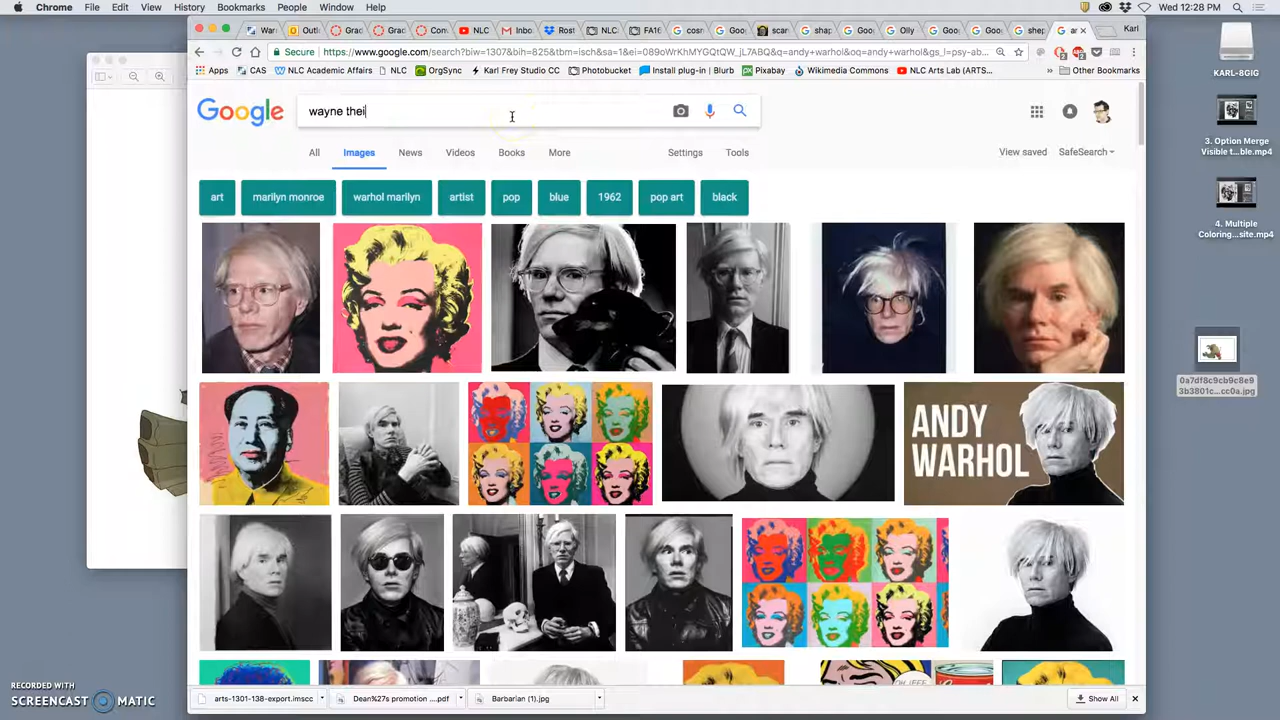 Chrome File Edit View History Bookmarks People Window Help
Wed 12:28 PM
Karl
Secure https://www.google.com/search?biw=1307&bih=825&tbm=isch&sa=1&ei=089oWrKhMYGQtQW_jL7ABQ&q=andy+warhol&oq=andy+warhol&gs_l=psy-ab...
Apps CAS NLC Academic Affairs NLC OrgSync Karl Frey Studio CC Photobucket Install plug-in | Blurb Pixabay Wikimedia Commons NLC Arts Lab (ARTS... » Other Bookmarks
KARL-8GIG
Google
wayne thei
All Images News Videos Books More Settings Tools View saved SafeSearch
3. Option Merge
Visible t...ble.mp4
art marilyn monroe warhol marilyn artist pop blue 1962 pop art black
4. Multiple
Coloring...site.mp4
0a7df8c9cb9c8e9
3b3801c...cc0a.jpg
ANDY
WARHOL
RECORDED WITH
SCREENCAST MATIC
arts-1301-138-export.imscc Dean%27s promotion ....pdf Barbarian (1).jpg Show All